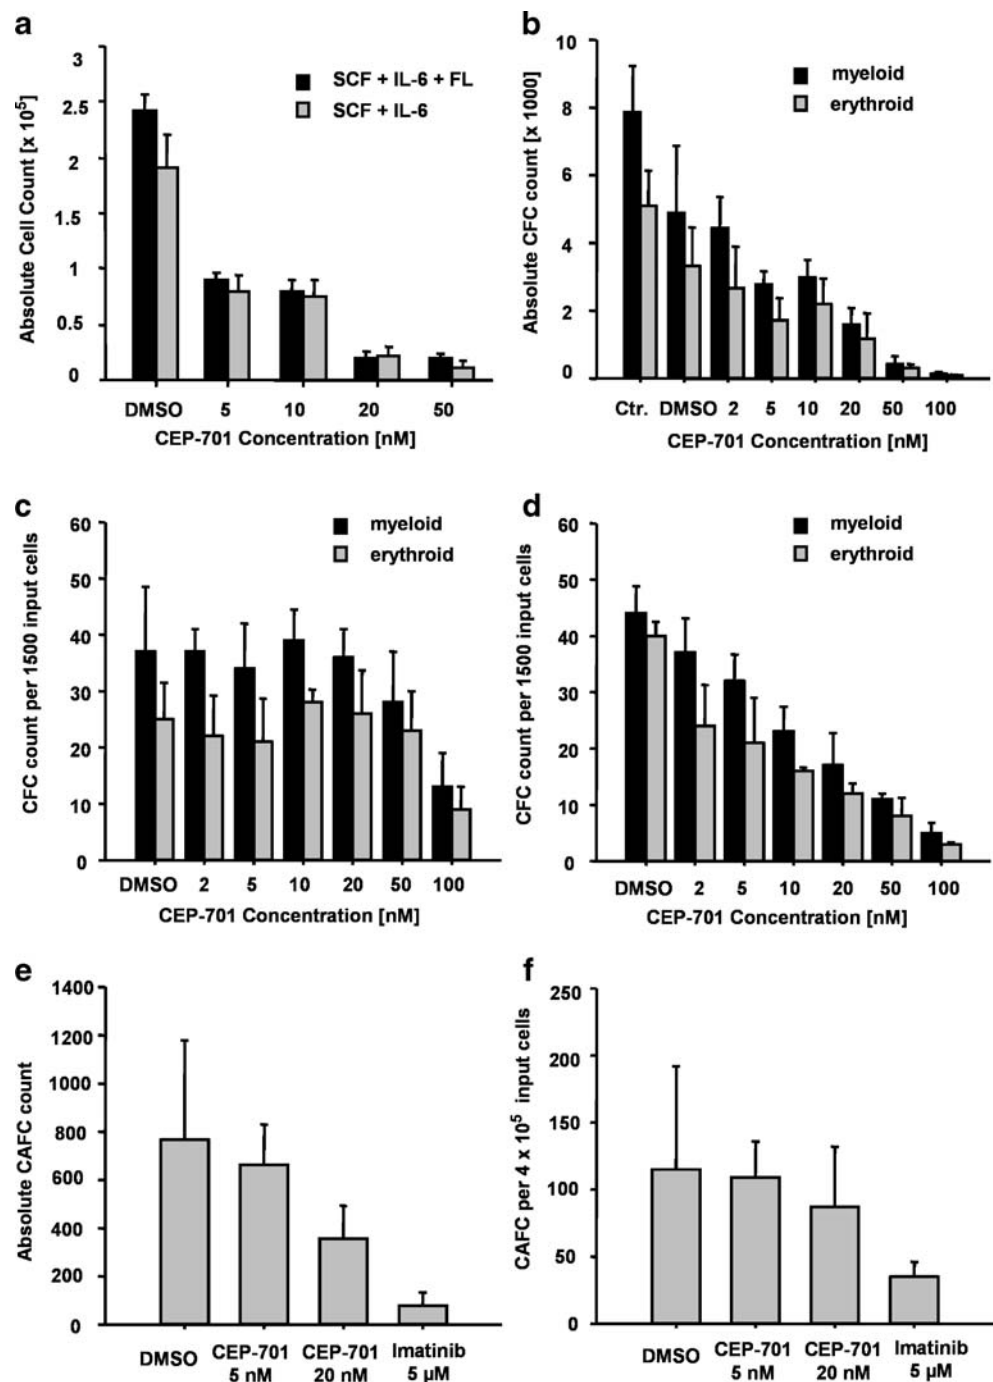 a
Absolute Cell Count [x 10⁵]
3
2.5
2
1.5
1
0.5
0
SCF + IL-6 + FL
SCF + IL-6
DMSO 5 10 20 50
CEP-701 Concentration [nM]
b
Absolute CFC count [x 1000]
10
8
6
4
2
0
myeloid
erythroid
Ctr. DMSO 2 5 10 20 50 100
CEP-701 Concentration [nM]
c
CFC count per 1500 input cells
60
50
40
30
20
10
0
myeloid
erythroid
DMSO 2 5 10 20 50 100
CEP-701 Concentration [nM]
d
CFC count per 1500 input cells
60
50
40
30
20
10
0
myeloid
erythroid
DMSO 2 5 10 20 50 100
CEP-701 Concentration [nM]
e
Absolute CAFC count
1400
1200
1000
800
600
400
200
0
DMSO CEP-701 CEP-701 Imatinib
5 nM 20 nM 5 µM
f
CAFC per 4 x 10⁵ input cells
250
200
150
100
50
0
DMSO CEP-701 CEP-701 Imatinib
5 nM 20 nM 5 µM